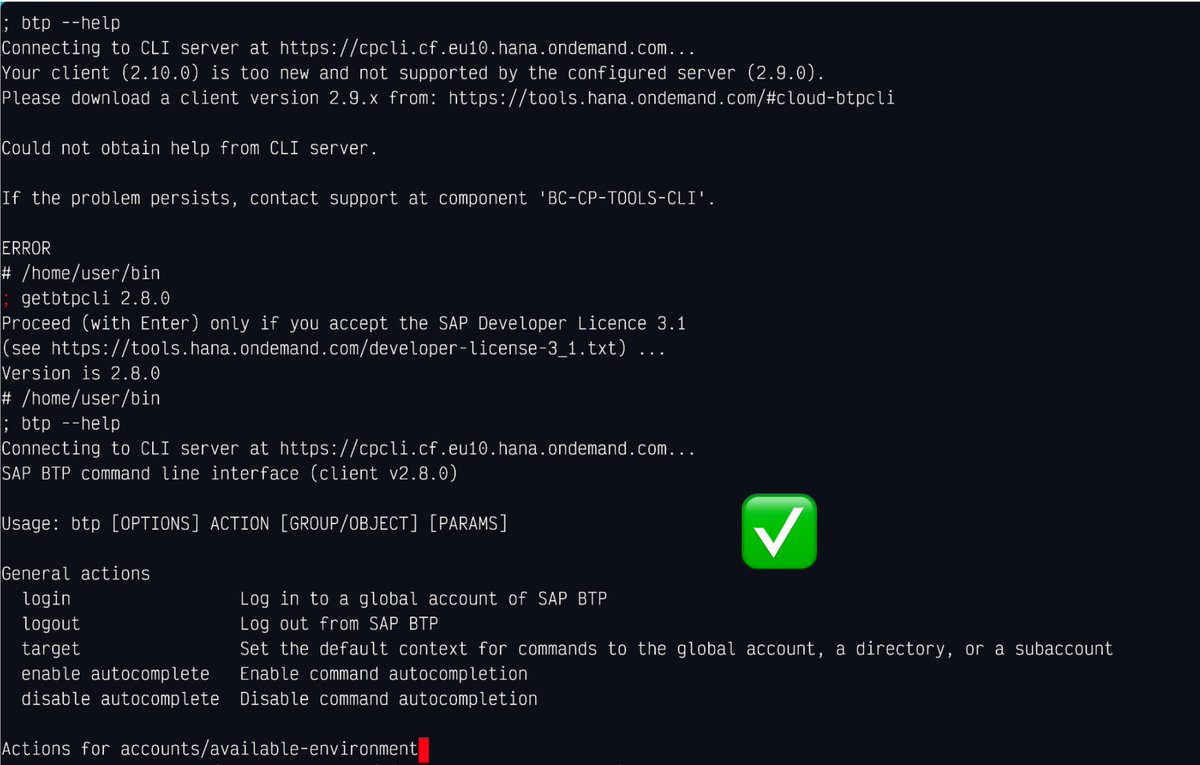 ; btp --help
Connecting to CLI server at https://cpcli.cf.eu10.hana.ondemand.com...
Your client (2.10.0) is too new and not supported by the configured server (2.9.0).
Please download a client version 2.9.x from: https://tools.hana.ondemand.com/#cloud-btpcli
Could not obtain help from CLI server.
If the problem persists, contact support at component 'BC-CP-TOOLS-CLI'.
ERROR
# /home/user/bin
; getbtpcli 2.8.0
Proceed (with Enter) only if you accept the SAP Developer Licence 3.1
(see https://tools.hana.ondemand.com/developer-license-3_1.txt) ...
Version is 2.8.0
# /home/user/bin
; btp --help
Connecting to CLI server at https://cpcli.cf.eu10.hana.ondemand.com...
SAP BTP command line interface (client v2.8.0)
Usage: btp [OPTIONS] ACTION [GROUP/OBJECT] [PARAMS]
General actions
  login                 Log in to a global account of SAP BTP
  logout                Log out from SAP BTP
  target                Set the default context for commands to the global account, a directory, or a subaccount
  enable autocomplete   Enable command autocompletion
  disable autocomplete  Disable command autocompletion
Actions for accounts/available-environment